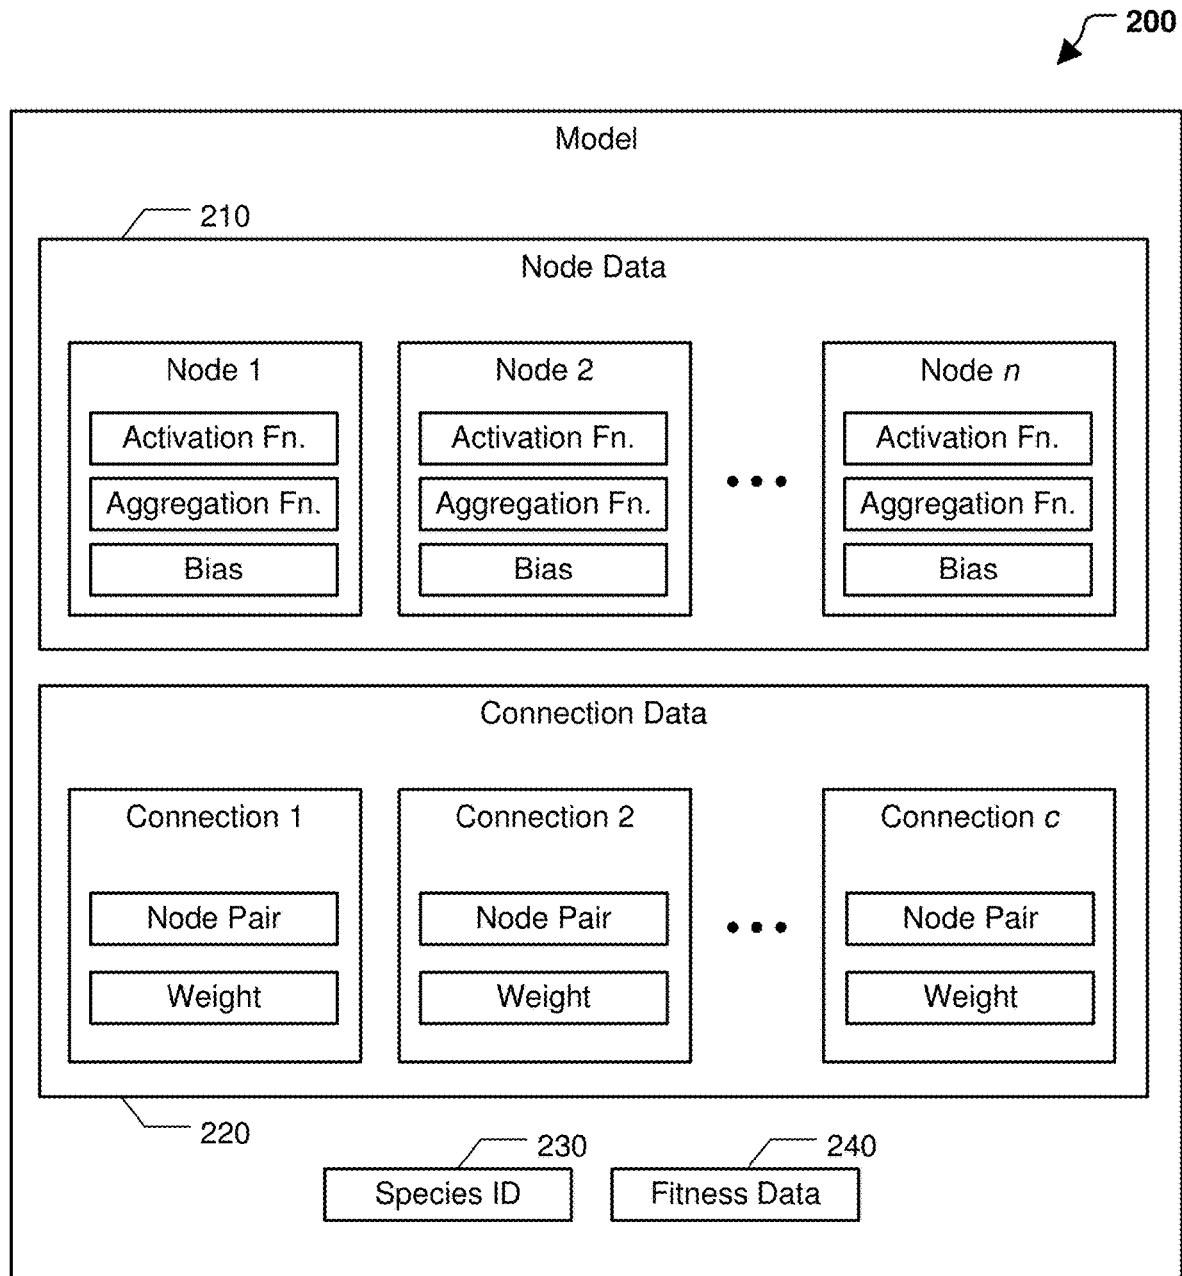 200
Model
210
Node Data
Node 1
Node 2
Node n
Activation Fn.
Activation Fn.
Activation Fn.
Aggregation Fn.
Aggregation Fn.
Aggregation Fn.
Bias
Bias
Bias
Connection Data
Connection 1
Connection 2
Connection c
Node Pair
Node Pair
Node Pair
Weight
Weight
Weight
220
230
240
Species ID
Fitness Data